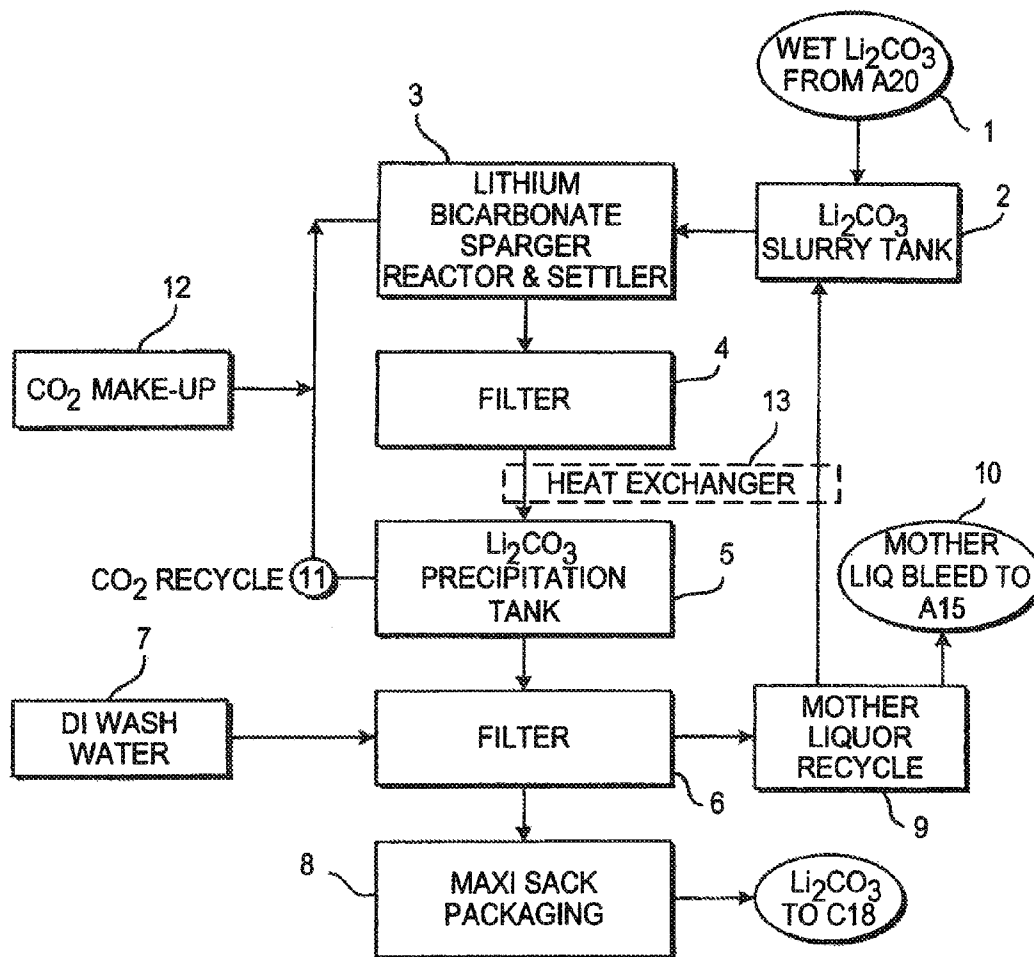 WET Li₂CO₃
FROM A20
1
3
LITHIUM
BICARBONATE
SPARGER
REACTOR & SETTLER
Li₂CO₃
SLURRY TANK
2
12
CO₂ MAKE-UP
4
FILTER
13
HEAT EXCHANGER
10
MOTHER
LIQ BLEED TO
A15
Li₂CO₃
PRECIPITATION
TANK
5
CO₂ RECYCLE 11
7
DI WASH
WATER
FILTER
6
MOTHER
LIQUOR
RECYCLE
9
8
MAXI SACK
PACKAGING
Li₂CO₃
TO C18